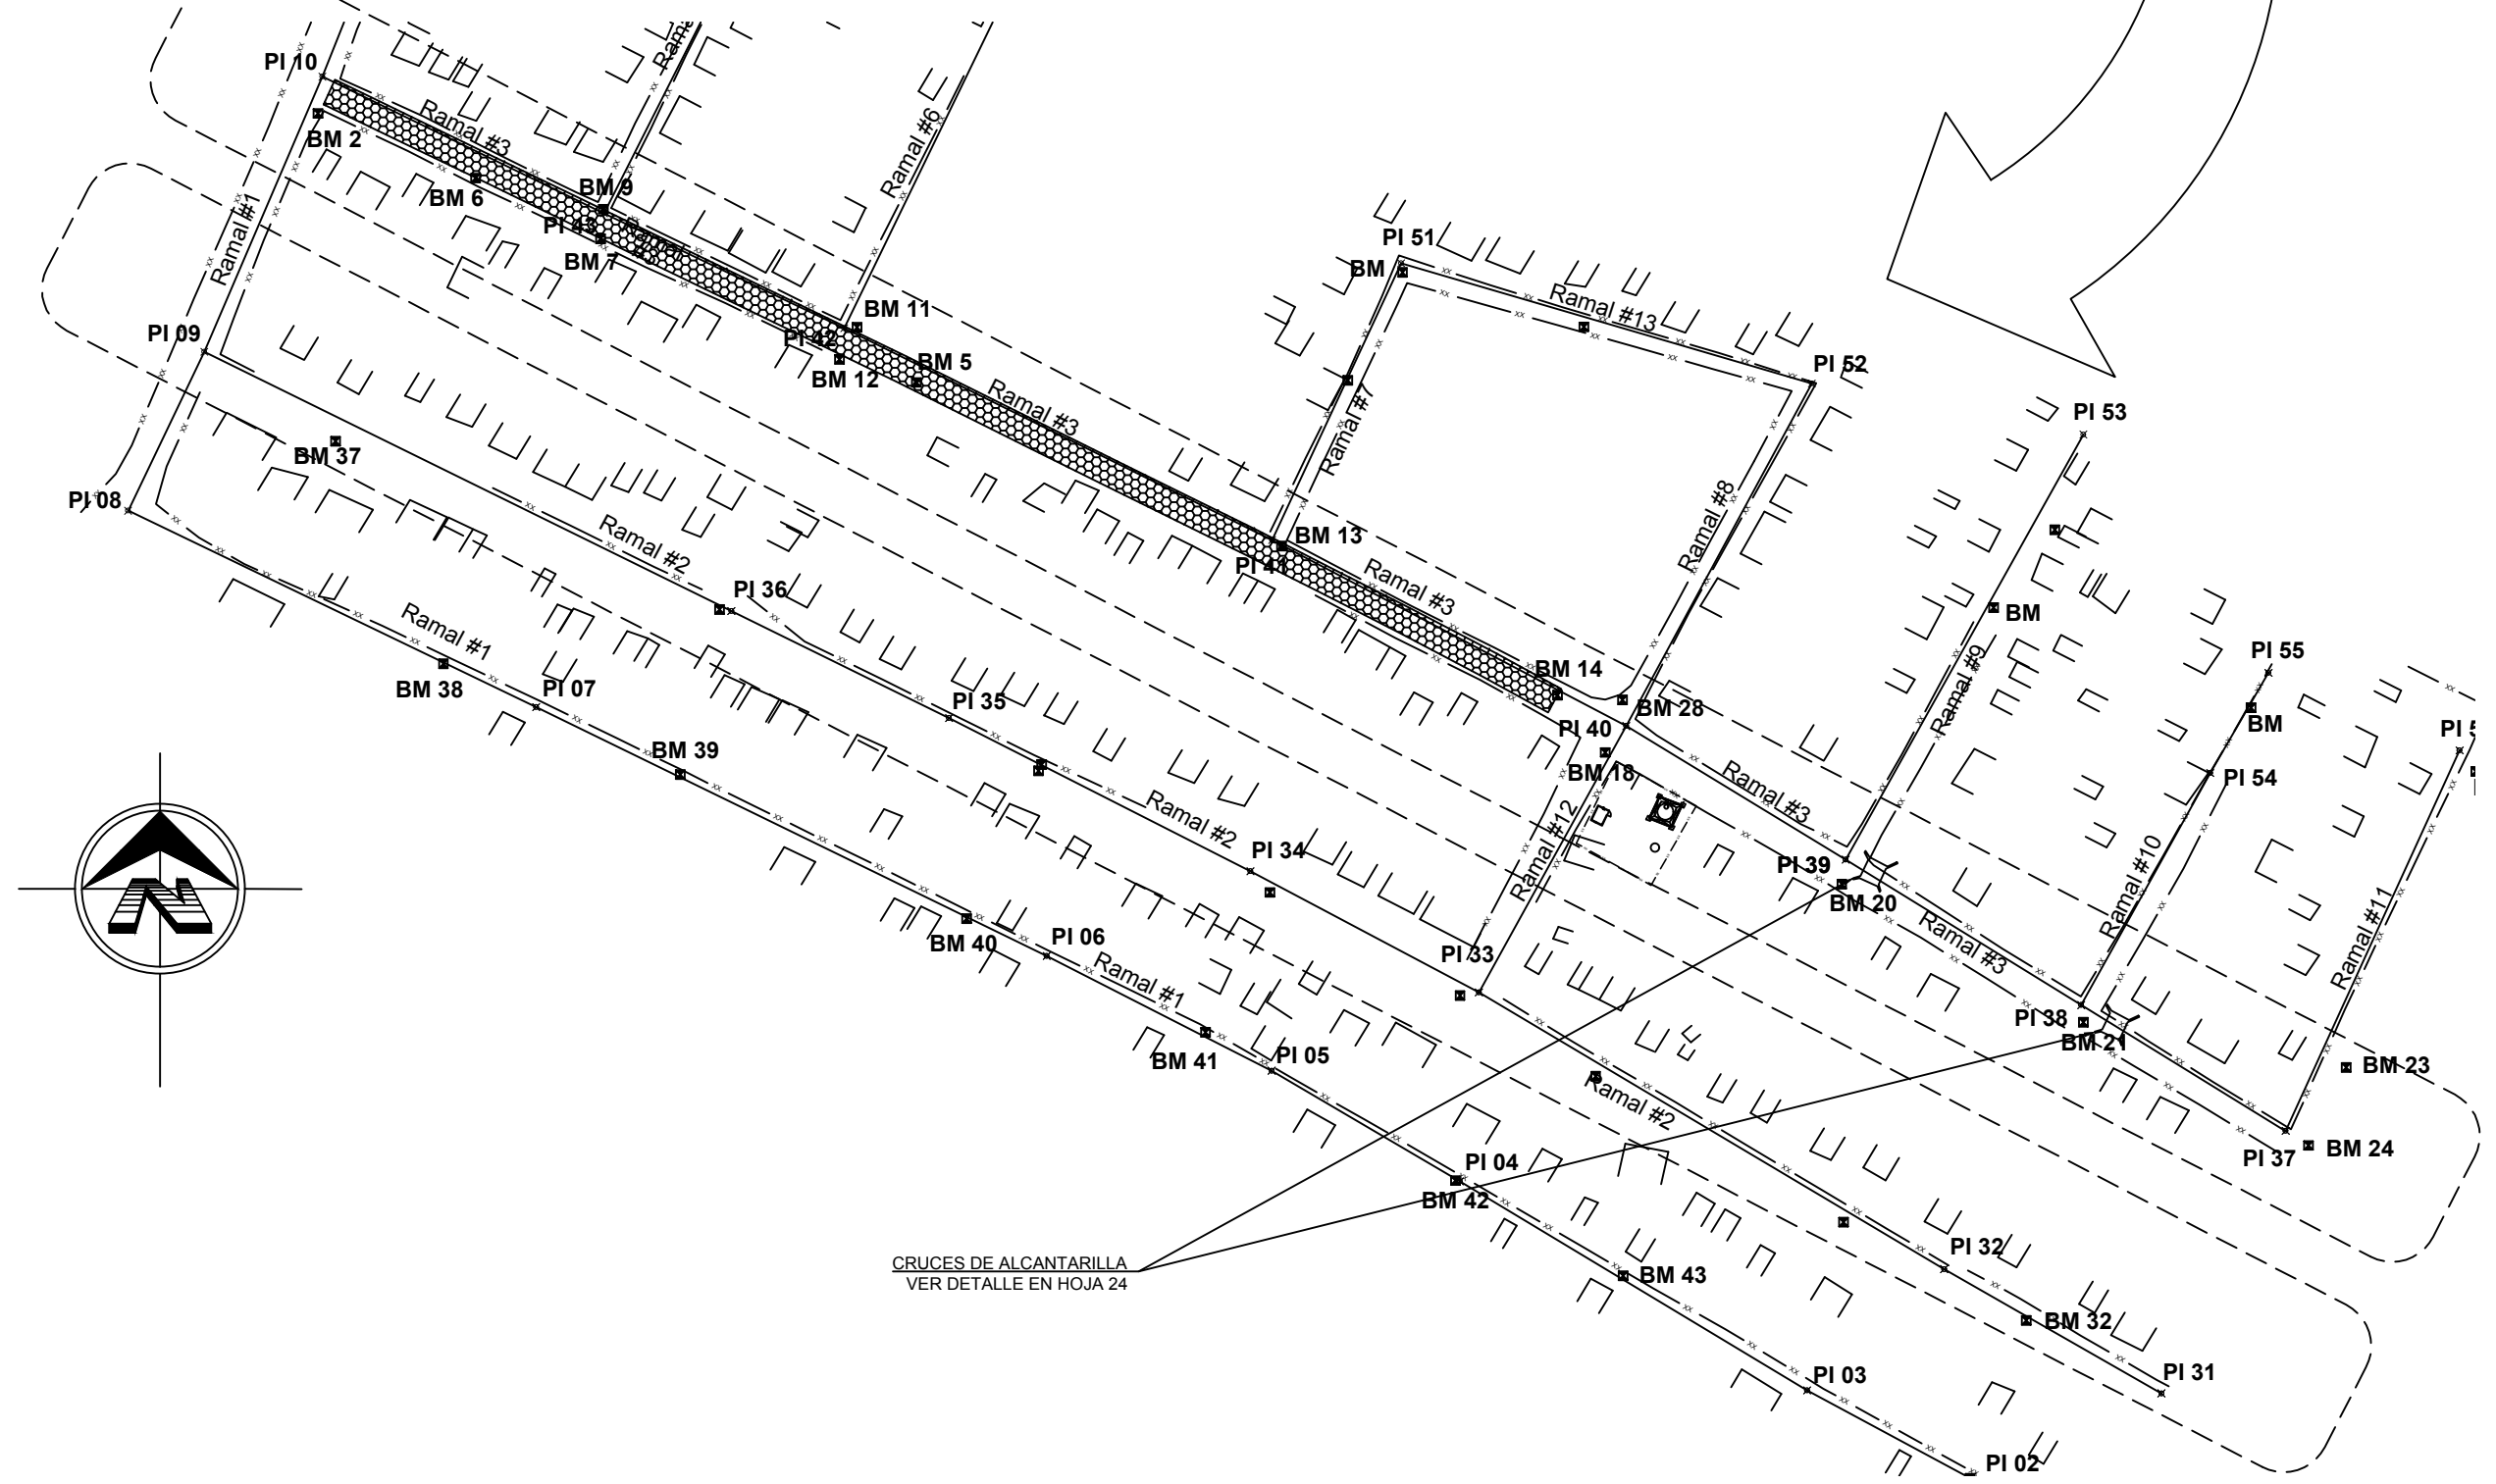 PI 10
Ramal #3
BM 2
BM 6
BM 9
PI 43
BM 7
Ramal #1
Ramal #6
PI 09
BM 11
PI 42
BM 12
BM 5
Ramal #3
PI 51
BM
Ramal #13
PI 52
PI 53
Ramal #7
BM 37
PI 08
Ramal #2
BM 13
PI 41
Ramal #3
Ramal #8
PI 36
Ramal #1
BM 38
PI 07
BM
Ramal #9
PI 55
BM
PI 54
BM 14
BM 28
PI 40
BM 18
PI 35
BM 39
Ramal #3
Ramal #2
PI 34
Ramal #12
PI 39
BM 20
Ramal #3
Ramal #10
Ramal #11
BM 40
PI 06
Ramal #1
PI 33
PI 38
BM 21
BM 23
BM 41
PI 05
Ramal #2
BM 24
PI 37
PI 04
BM 42
CRUCES DE ALCANTARILLA
VER DETALLE EN HOJA 24
BM 43
PI 32
BM 32
PI 31
PI 03
PI 02